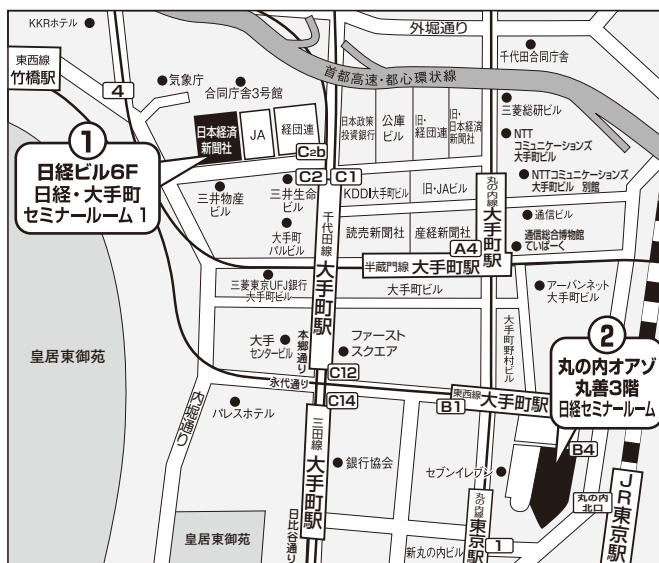 KKRホテル
外堀通り
千代田合同庁舎
東西線
竹橋駅
気象庁
合同庁舎3号館
首都高速・都心環状線
4
三菱総研ビル
日本経済
新聞社
JA
経団連
日本政策
投資銀行
公庫
ビル
旧・
経団連
旧・
日本経済
新聞社
NTT
コミュニケーションズ
大手町ビル
1
日経ビル6F
日経・大手町
セミナールーム 1
C2b
C2
C1
三井物産
ビル
三井生命
ビル
KDDI大手町ビル
旧・JAビル
丸の内線
大手町駅
NTTコミュニケーションズ
大手町ビル 別館
通信ビル
大手町
パルビル
千代田線
大手町駅
読売新聞社
産経新聞社
A4
通信総合博物館
ていぱーく
半蔵門線 大手町駅
三菱東京UFJ銀行
大手町ビル
大手町ビル
アーバンネット
大手町ビル
皇居東御苑
大手
センタービル
本郷通り
ファースト
スクエア
大手町野村ビル
2
丸の内オアゾ
丸善3階
日経セミナールーム
C12
永代通り
内堀通り
パレスホテル
C14
東西線 大手町駅
B1
B4
三田線
大手町駅
銀行協会
セブンイレブン
丸の内
北口
JR東京駅
丸の内線
東京駅
皇居東御苑
日比谷通り
新丸の内ビル
1